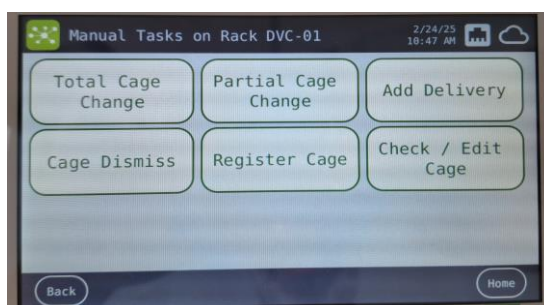 Manual Tasks on Rack DVC-01
2/24/25
10:47 AM
Total Cage
Change
Partial Cage
Change
Add Delivery
Cage Dismiss
Register Cage
Check / Edit
Cage
Back
Home